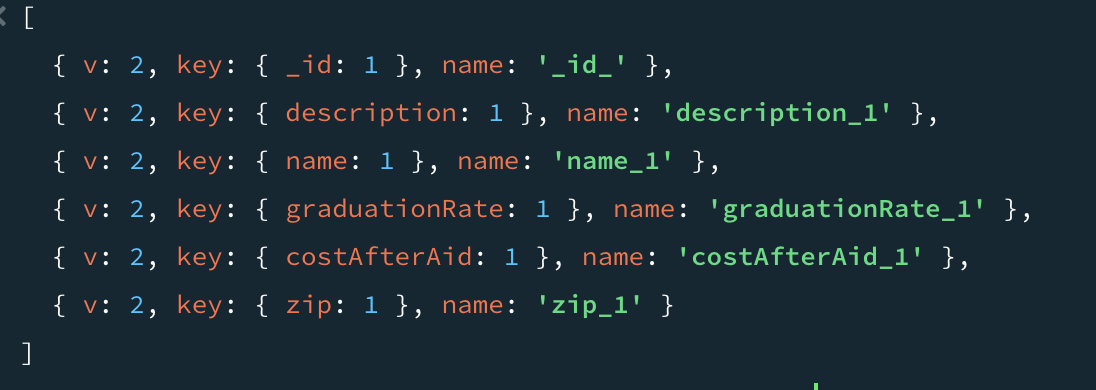 [
{ v: 2, key: { _id: 1 }, name: '_id_' },
{ v: 2, key: { description: 1 }, name: 'description_1' },
{ v: 2, key: { name: 1 }, name: 'name_1' },
{ v: 2, key: { graduationRate: 1 }, name: 'graduationRate_1' },
{ v: 2, key: { costAfterAid: 1 }, name: 'costAfterAid_1' },
{ v: 2, key: { zip: 1 }, name: 'zip_1' }
]